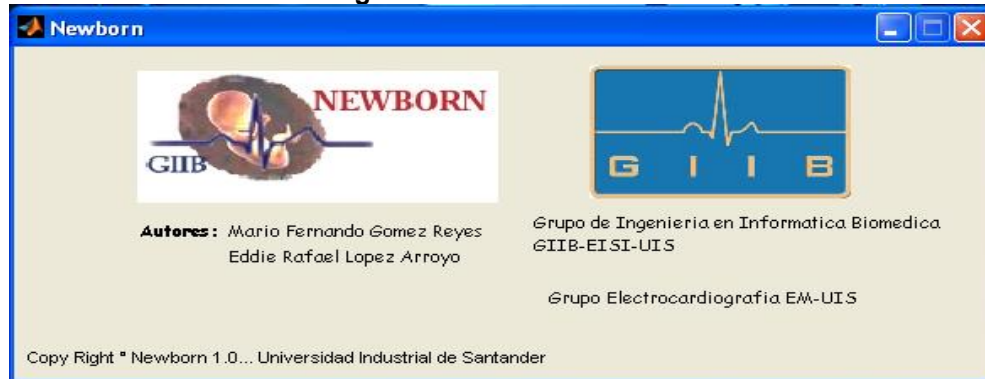 Newborn
NEWBORN
GIIB
G I I B
Autores: Mario Fernando Gomez Reyes
Eddie Rafael Lopez Arroyo
Grupo de Ingenieria en Informatica Biomedica
GIIB-EISI-UIS
Grupo Electrocardiografia EM-UIS
Copy Right ® Newborn 1.0... Universidad Industrial de Santander